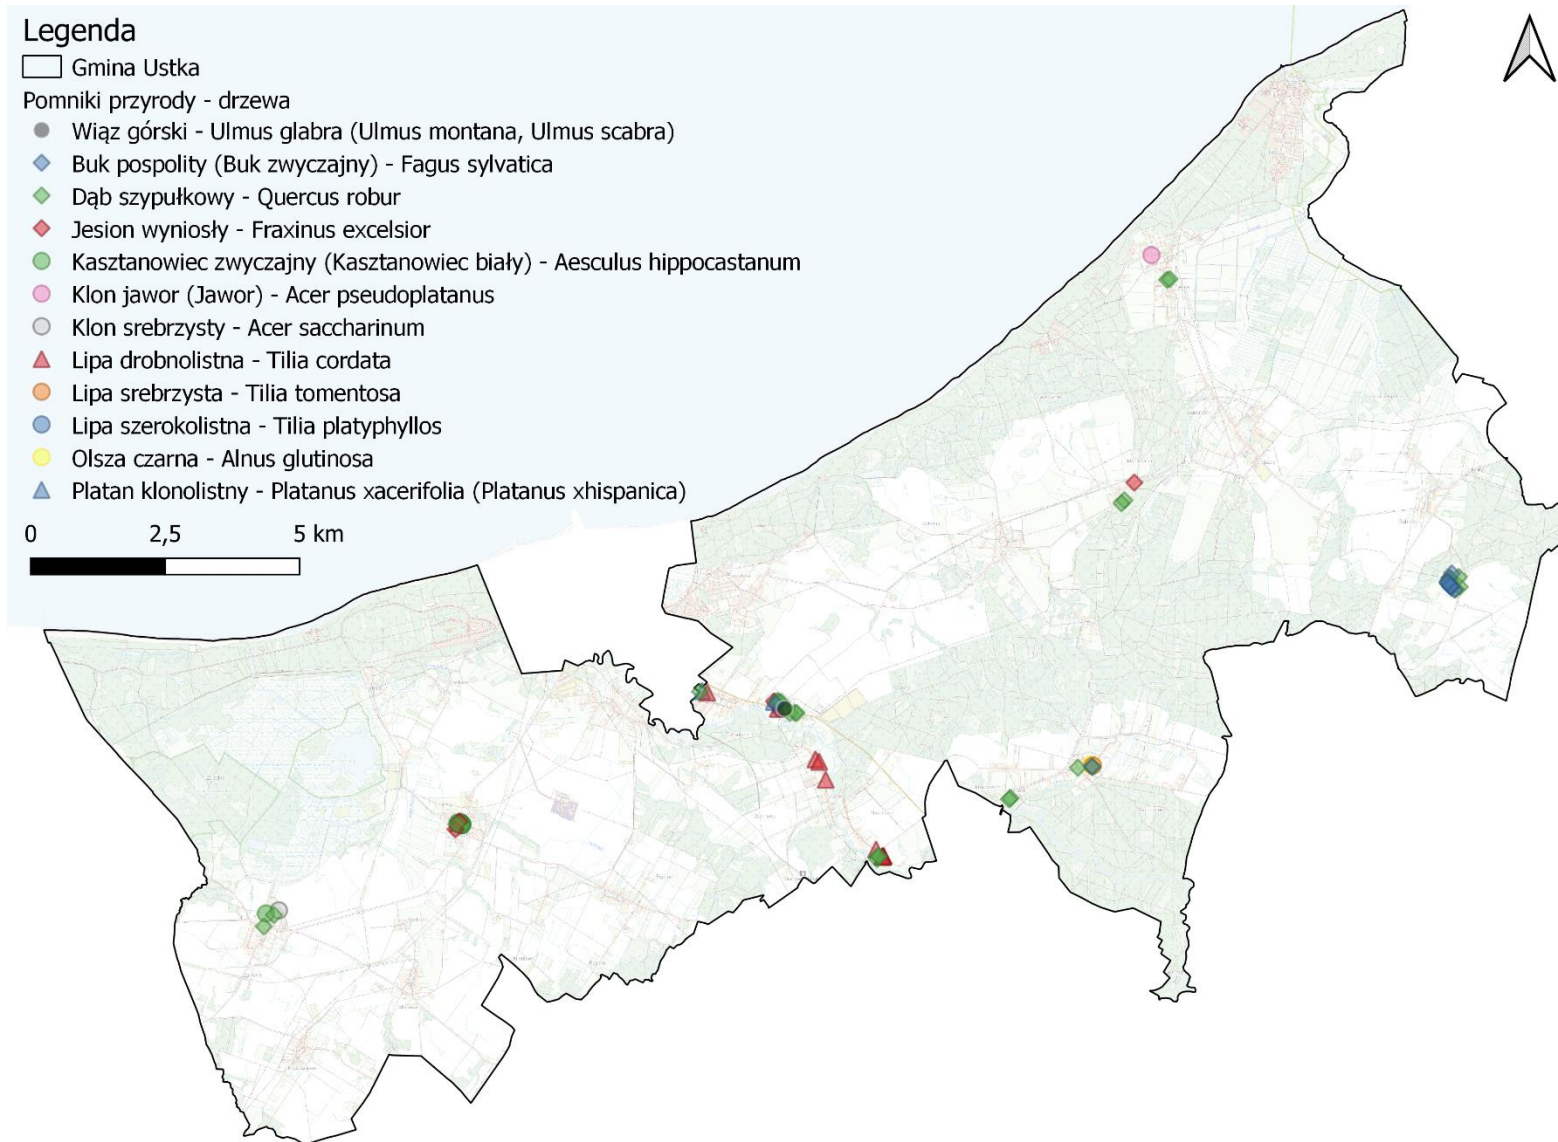 Legenda
Gmina Ustka
Pomniki przyrody - drzewa
Wiąz górski - Ulmus glabra (Ulmus montana, Ulmus scabra)
Buk pospolity (Buk zwyczajny) - Fagus sylvatica
Dąb szypułkowy - Quercus robur
Jesion wyniosły - Fraxinus excelsior
Kasztanowiec zwyczajny (Kasztanowiec biały) - Aesculus hippocastanum
Klon jawor (Jawor) - Acer pseudoplatanus
Klon srebrzysty - Acer saccharinum
Lipa drobnolistna - Tilia cordata
Lipa srebrzysta - Tilia tomentosa
Lipa szerokolistna - Tilia platyphyllos
Olsza czarna - Alnus glutinosa
Platan klonolistny - Platanus xacerifolia (Platanus xhispanica)
0 2,5 5 km